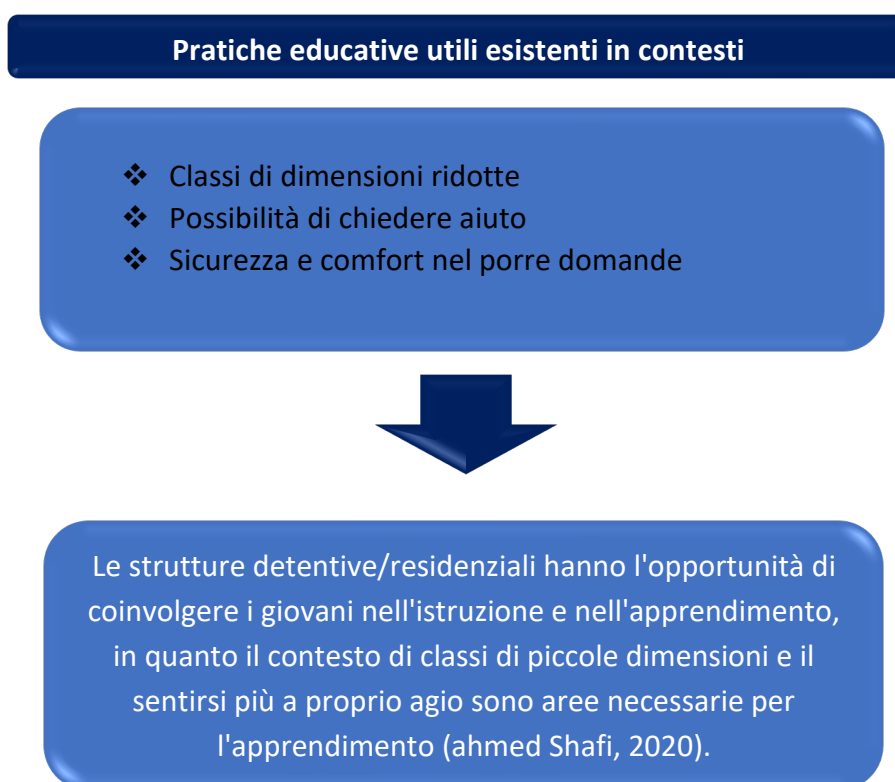 Pratiche educative utili esistenti in contesti
❖ Classi di dimensioni ridotte
❖ Possibilità di chiedere aiuto
❖ Sicurezza e comfort nel porre domande
Le strutture detentive/residenziali hanno l'opportunità di
coinvolgere i giovani nell'istruzione e nell'apprendimento,
in quanto il contesto di classi di piccole dimensioni e il
sentirsi più a proprio agio sono aree necessarie per
l'apprendimento (ahmed Shafi, 2020).